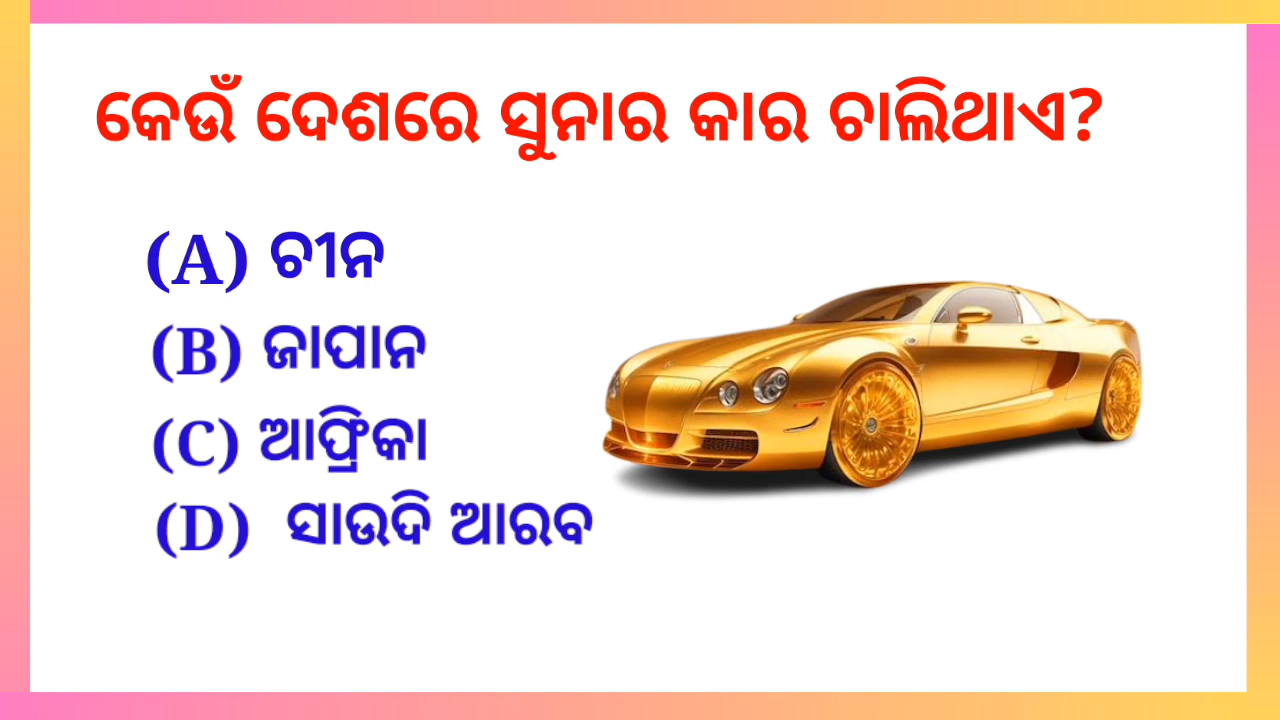 କେଉଁ ଦେଶରେ ସୁନାର କାର ଚାଲିଥାଏ?
(A) ଚୀନ
(B) ଜାପାନ
(C) ଆଫ୍ରିକା
(D) ସାଉଦି ଆରବ